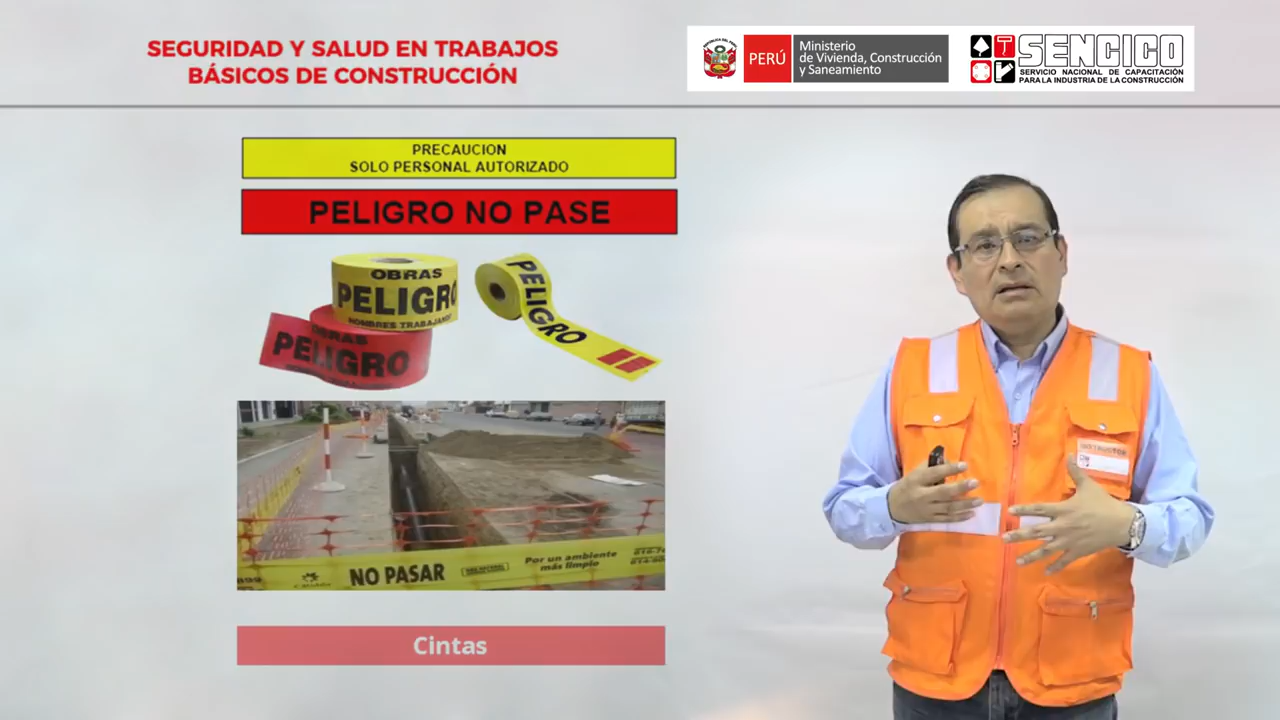 SEGURIDAD Y SALUD EN TRABAJOS
BÁSICOS DE CONSTRUCCIÓN
PERÚ
Ministerio
de Vivienda, Construcción
y Saneamiento
SENCICO
SERVICIO NACIONAL DE CAPACITACIÓN
PARA LA INDUSTRIA DE LA CONSTRUCCIÓN
PRECAUCION
SOLO PERSONAL AUTORIZADO
PELIGRO NO PASE
OBRAS
PELIGRO
HOMBRES TRABAJANDO
OBRAS
PELIGRO
PELIGRO
INSTRUCTOR
NO PASAR
Por un ambiente
más limpio
Cintas